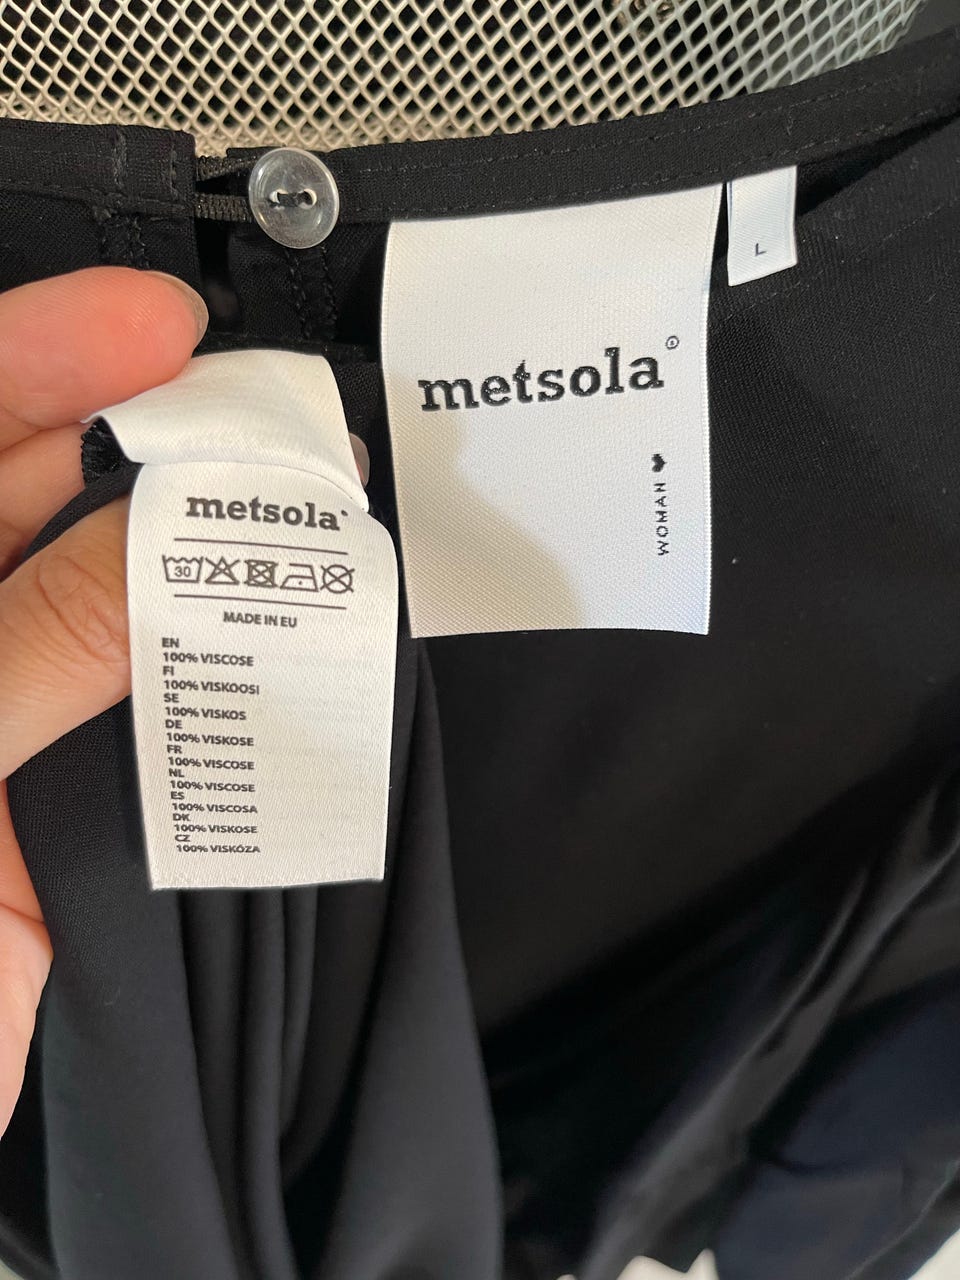 L
metsola®
WOMAN
metsola
30
MADE IN EU
EN
100% VISCOSE
FI
100% VISKOOSI
SE
100% VISKOS
DE
100% VISKOSE
FR
100% VISCOSE
NL
100% VISCOSE
ES
100% VISCOSA
DK
100% VISKOSE
CZ
100% VISKÓZA